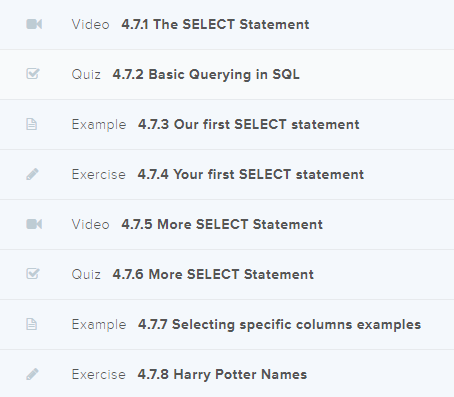 Video 4.7.1 The SELECT Statement
Quiz 4.7.2 Basic Querying in SQL
Example 4.7.3 Our first SELECT statement
Exercise 4.7.4 Your first SELECT statement
Video 4.7.5 More SELECT Statement
Quiz 4.7.6 More SELECT Statement
Example 4.7.7 Selecting specific columns examples
Exercise 4.7.8 Harry Potter Names